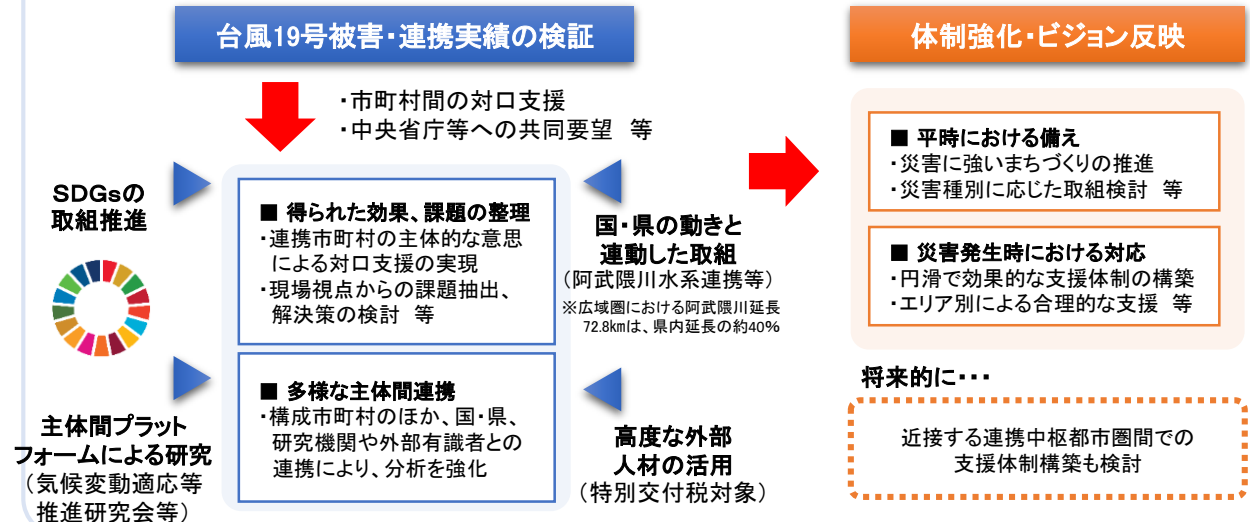 台風19号被害・連携実績の検証
・市町村間の対口支援
・中央省庁等への共同要望 等
SDGsの
取組推進
■ 得られた効果、課題の整理
・連携市町村の主体的な意思
による対口支援の実現
・現場視点からの課題抽出、
解決策の検討 等
国・県の動きと
連動した取組
（阿武隈川水系連携等）
※広域圏における阿武隈川延長
72.8㎞は、県内延長の約40%
主体間プラット
フォームによる研究
（気候変動適応等
推進研究会等）
■ 多様な主体間連携
・構成市町村のほか、国・県、
研究機関や外部有識者との
連携により、分析を強化
高度な外部
人材の活用
（特別交付税対象）
体制強化・ビジョン反映
■ 平時における備え
・災害に強いまちづくりの推進
・災害種別に応じた取組検討 等
■ 災害発生時における対応
・円滑で効果的な支援体制の構築
・エリア別による合理的な支援 等
将来的に・・・
近接する連携中枢都市圏間での
支援体制構築も検討